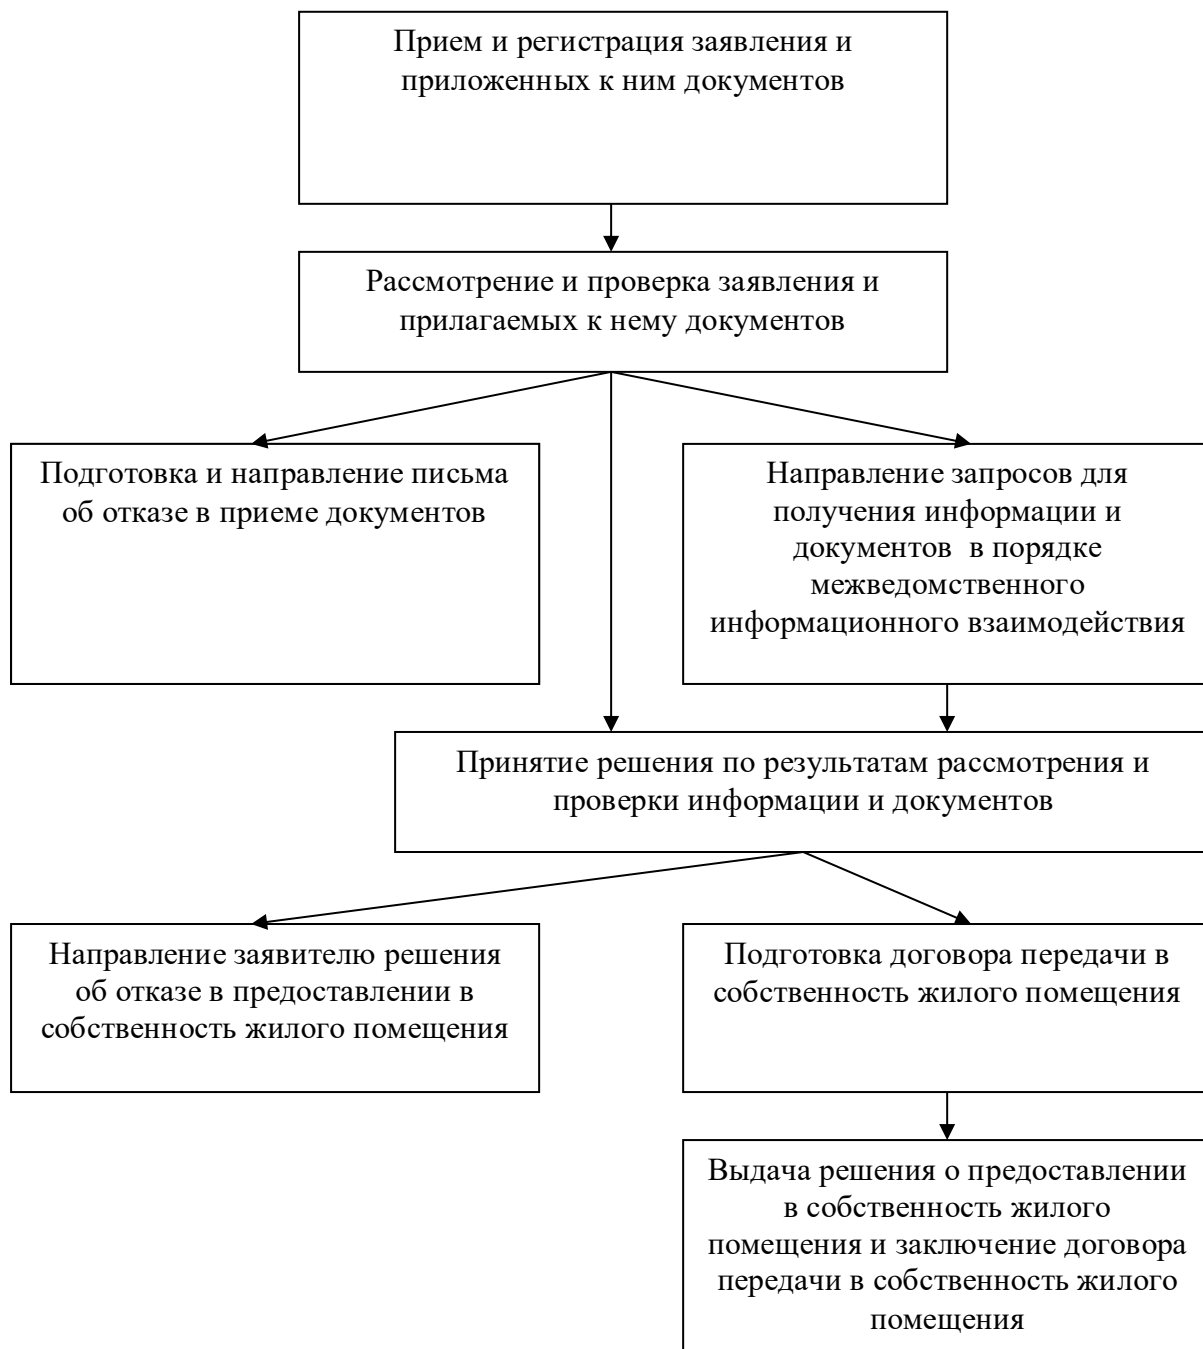 Прием и регистрация заявления и
приложенных к ним документов
Рассмотрение и проверка заявления и
прилагаемых к нему документов
Подготовка и направление письма
об отказе в приеме документов
Направление запросов для
получения информации и
документов  в порядке
межведомственного
информационного взаимодействия
Принятие решения по результатам рассмотрения и
проверки информации и документов
Направление заявителю решения
об отказе в предоставлении в
собственность жилого помещения
Подготовка договора передачи в
собственность жилого помещения
Выдача решения о предоставлении
в собственность жилого
помещения и заключение договора
передачи в собственность жилого
помещения